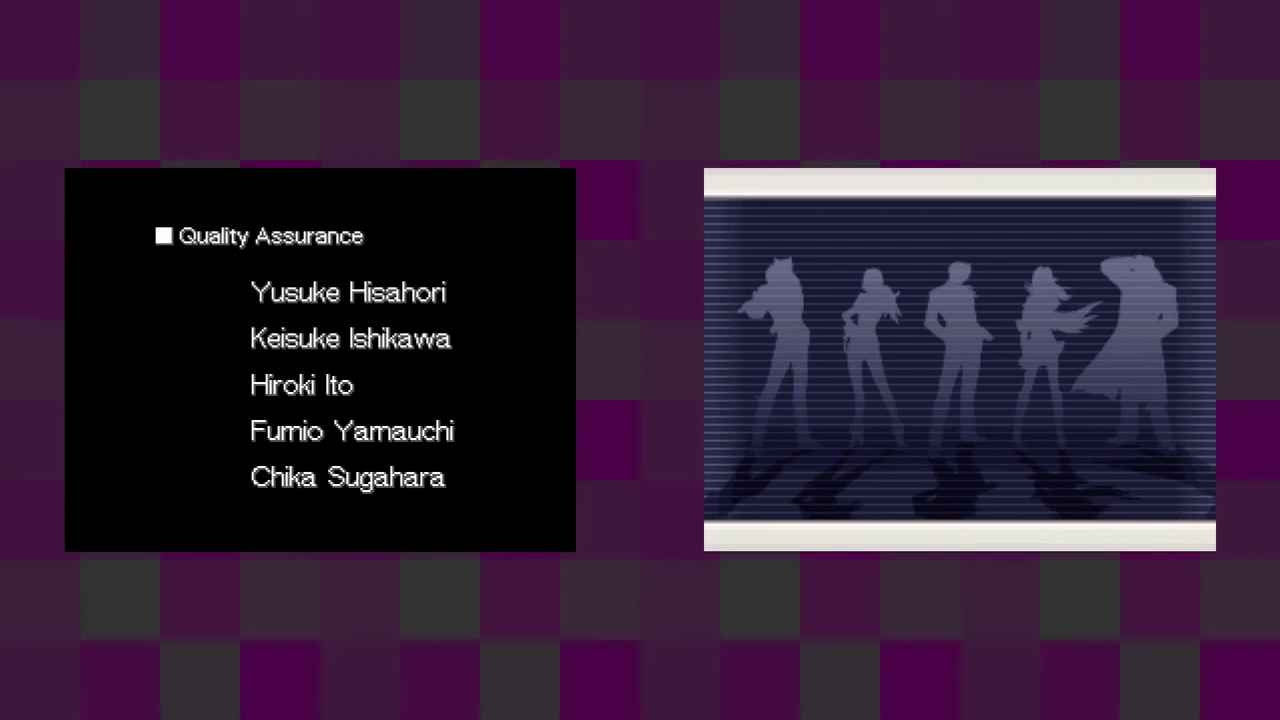 ■ Quality Assurance
Yusuke Hisahori
Keisuke Ishikawa
Hiroki Ito
Fumio Yamauchi
Chika Sugahara